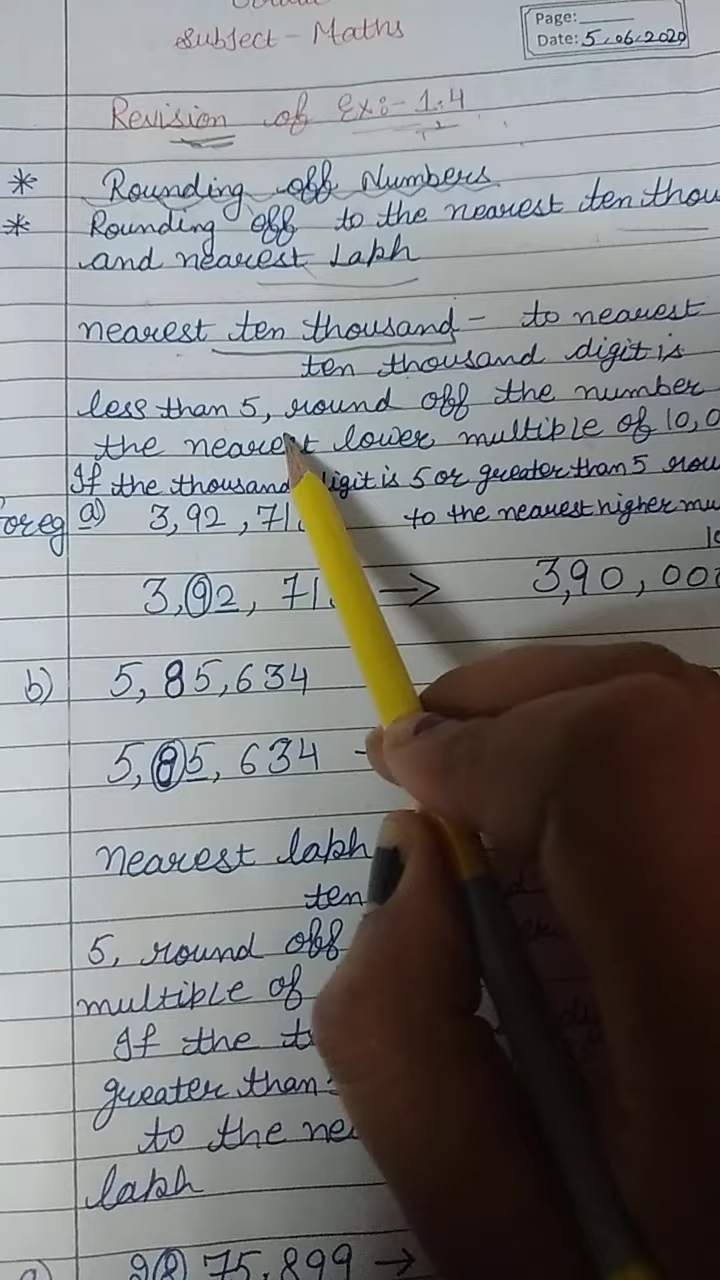 Subject - Maths
Page:
Date: 5.06.2020
Revision of Ex:- 1.4
* Rounding off Numbers
* Rounding off to the nearest ten thou
and nearest Lakh
nearest ten thousand - to nearest
ten thousand digit is
less than 5, round off the number
the nearest lower multiple of 10,0
If the thousand digit is 5 or greater than 5 rou
to the nearest higher mu
for eg a) 3,92,71
3,92,71 → 3,90,000
b) 5,85,634
5,85,634
nearest lakh
ten
5, round off
multiple of
If the t
greater than
to the ne
lakh
a) 28 75,899 →